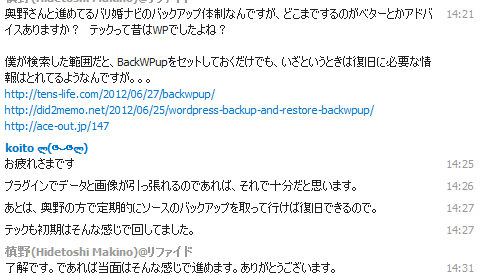 槙野(Hidetoshi Makino)@リファイド
奥野さんと進めてるバリ婚ナビのバックアップ体制なんですが、どこまでするのがベターとかアドバ 14:21
イスありますか？ テックって昔はWPでしたよね？
僕が検索した範囲だと、BackWPupをセットしておくだけでも、いざというときは復旧に必要な情
報はとれてるようなんですが。。。
http://tens-life.com/2012/06/27/backwpup/
http://did2memo.net/2012/06/25/wordpress-backup-and-restore-backwpup/
http://ace-out.jp/147
koito
お疲れさまです 14:25
プラグインでデータと画像が引っ張れるのであれば、それで十分だと思います。 14:26
あとは、奥野の方で定期的にソースのバックアップを取って行けば復旧できるので。 14:27
テックも初期はそんな感じで回してました。 14:27
槙野(Hidetoshi Makino)@リファイド
了解です。であれば当面はそんな感じで進めます。ありがとうございます。 14:31